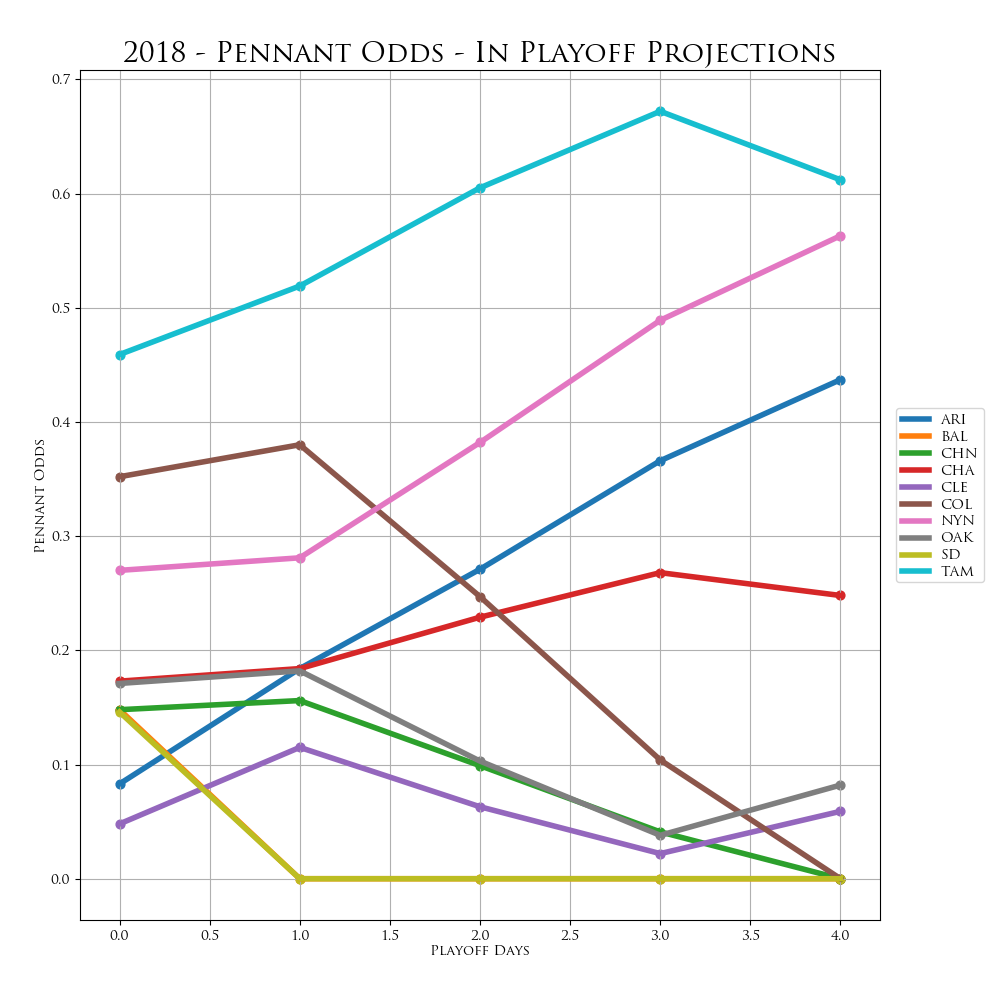 2018 - Pennant Odds - In Playoff Projections
0.7
0.6
0.5
0.4
0.3
0.2
0.1
0.0
Pennant Odds
0.0 0.5 1.0 1.5 2.0 2.5 3.0 3.5 4.0
Playoff Days
ARI
BAL
CHN
CHA
CLE
COL
NYN
OAK
SD
TAM